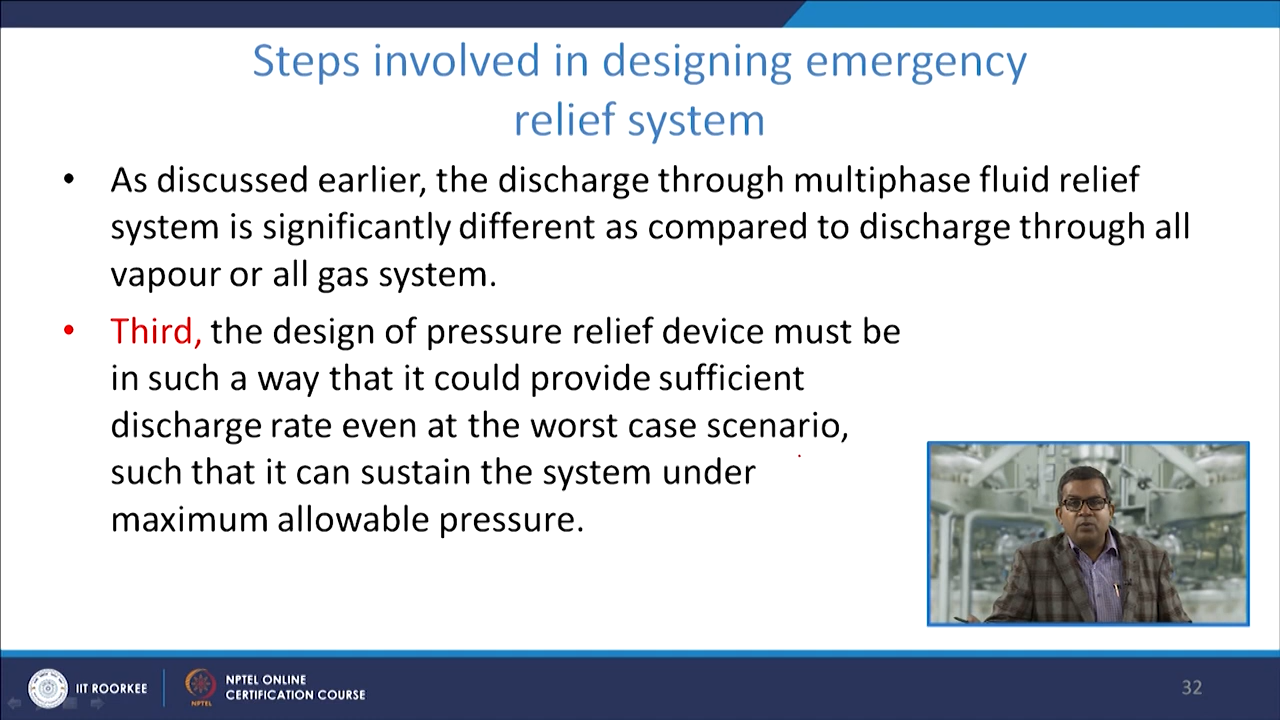 Steps involved in designing emergency
relief system
• As discussed earlier, the discharge through multiphase fluid relief
system is significantly different as compared to discharge through all
vapour or all gas system.
• Third, the design of pressure relief device must be
in such a way that it could provide sufficient
discharge rate even at the worst case scenario,
such that it can sustain the system under
maximum allowable pressure.
IIT ROORKEE
NPTEL
NPTEL ONLINE
CERTIFICATION COURSE
32